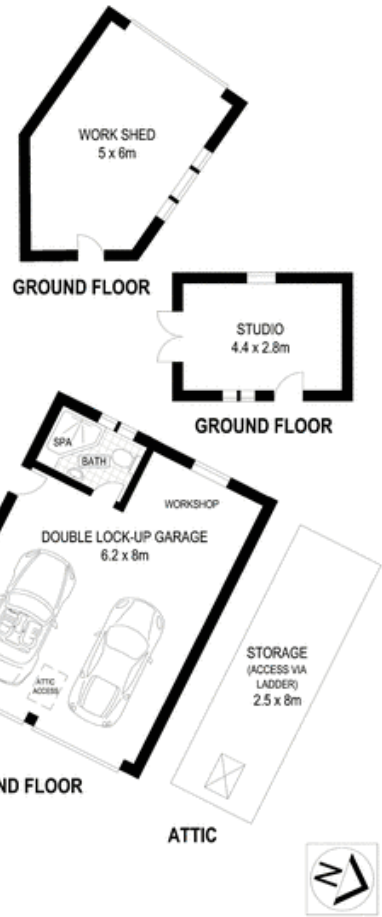 WORK SHED
5 x 6m
GROUND FLOOR
STUDIO
4.4 x 2.8m
GROUND FLOOR
SPA
BATH
WORKSHOP
DOUBLE LOCK-UP GARAGE
6.2 x 8m
ATTIC
ACCESS
STORAGE
(ACCESS VIA
LADDER)
2.5 x 8m
ND FLOOR
ATTIC
N